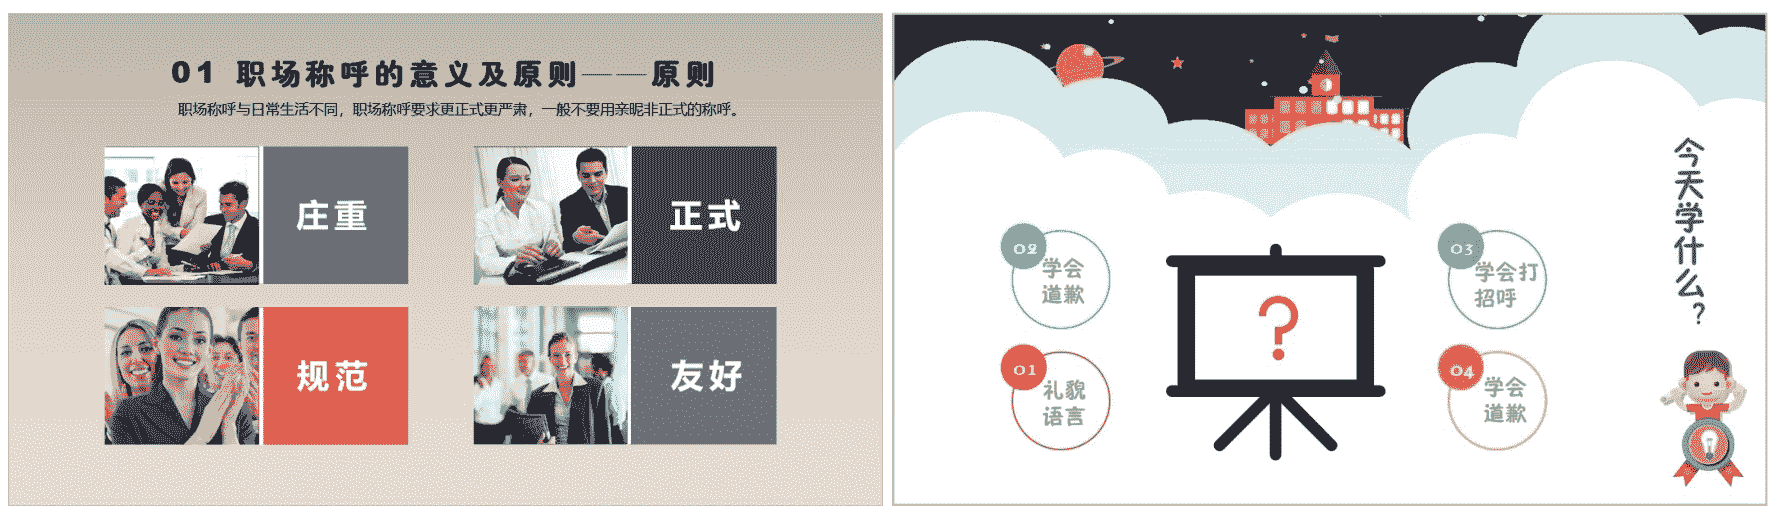 01 职场称呼的意义及原则——原则
职场称呼与日常生活不同，职场称呼要求更正式更严肃，一般不要用亲昵非正式的称呼。
庄重
正式
规范
友好
今天学什么？
02
学会
道歉
03
学会打
招呼
?
01
礼貌
语言
04
学会
道歉